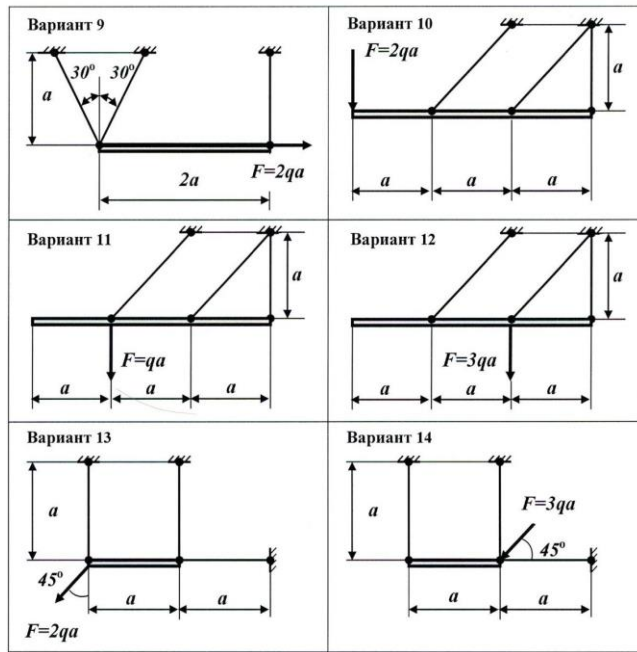 Вариант 9
a
30°
30°
F=2qa
2a
Вариант 10
F=2qa
a
a
a
a
Вариант 11
a
F=qa
a
a
a
Вариант 12
a
F=3qa
a
a
a
Вариант 13
a
45°
a
a
F=2qa
Вариант 14
F=3qa
a
45°
a
a